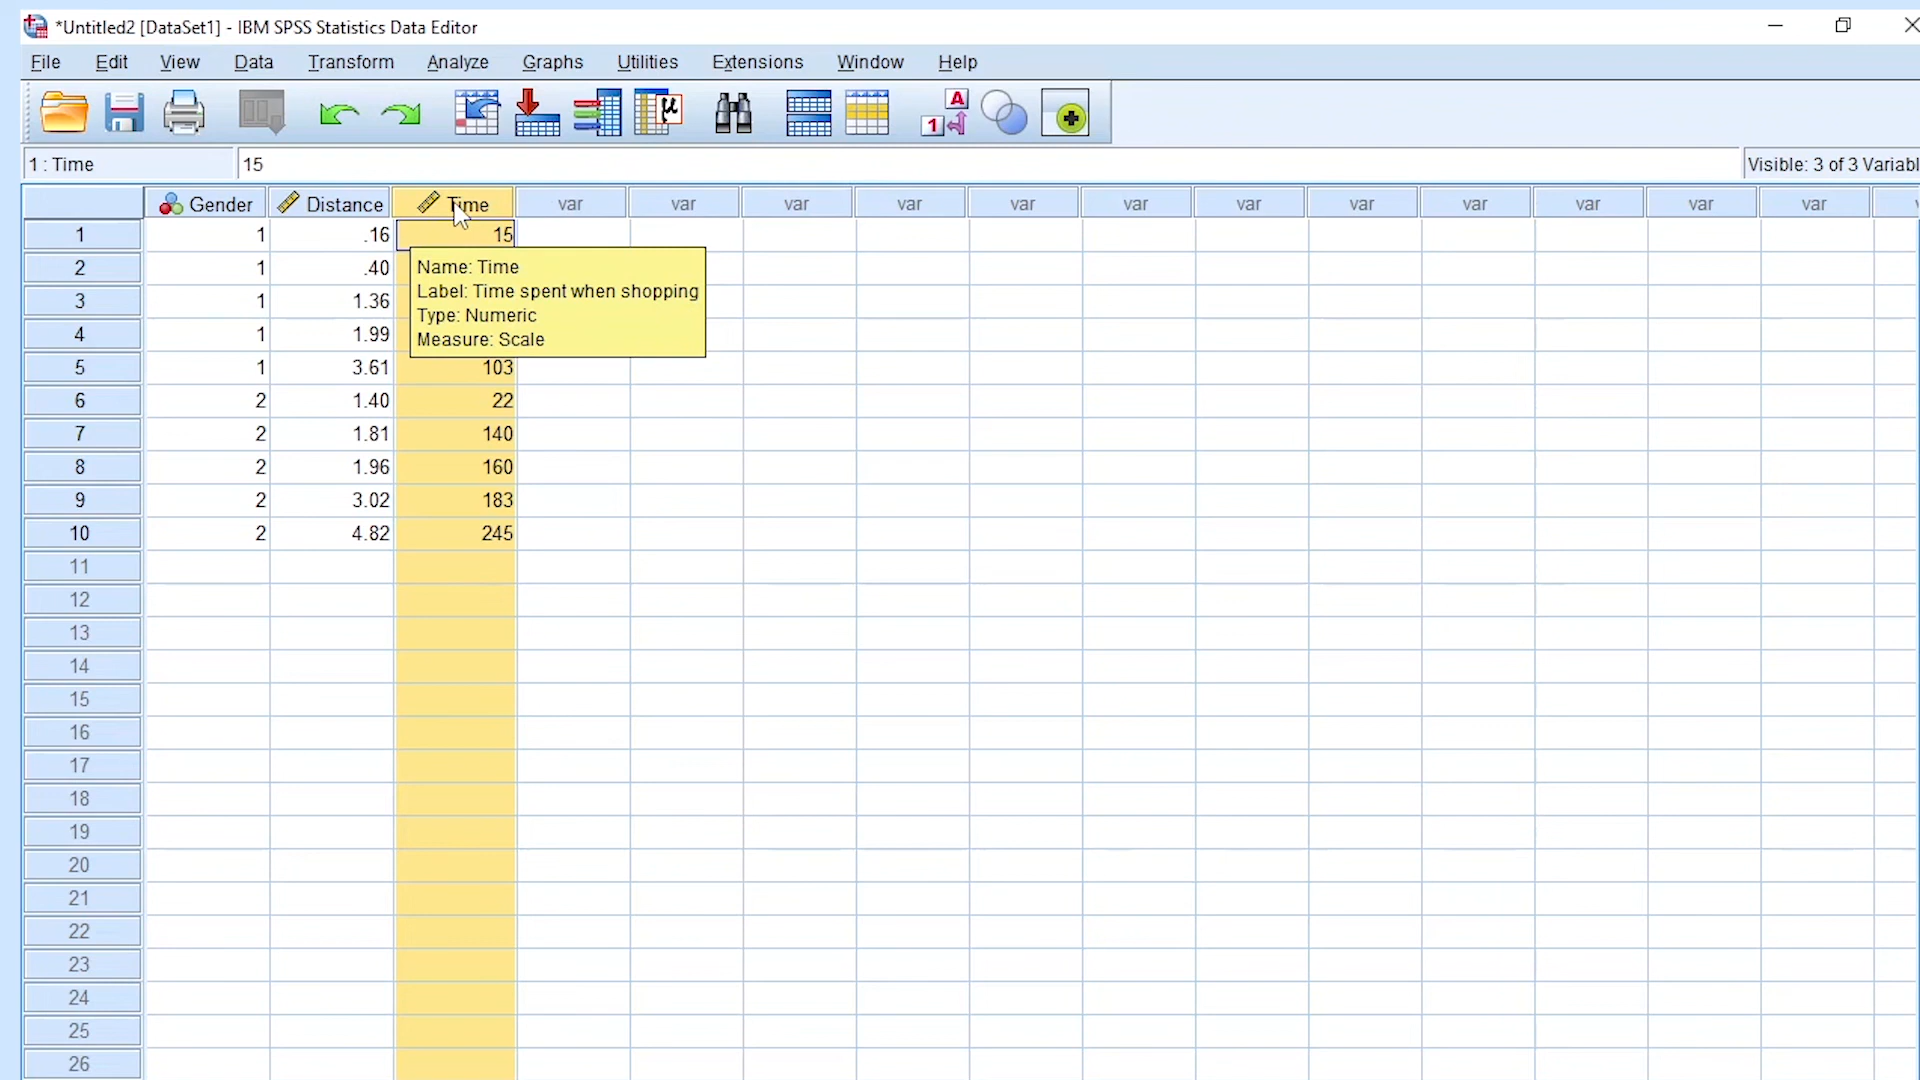 *Untitled2 [DataSet1] - IBM SPSS Statistics Data Editor
File Edit View Data Transform Analyze Graphs Utilities Extensions Window Help
A
1
μ
1 : Time 15 Visible: 3 of 3 Variabl
Gender Distance Time var var var var var var var var var var var var
1 1 .16 15
2 1 .40
3 1 1.36
4 1 1.99
Name: Time
Label: Time spent when shopping
Type: Numeric
Measure: Scale
5 1 3.61 103
6 2 1.40 22
7 2 1.81 140
8 2 1.96 160
9 2 3.02 183
10 2 4.82 245
11
12
13
14
15
16
17
18
19
20
21
22
23
24
25
26